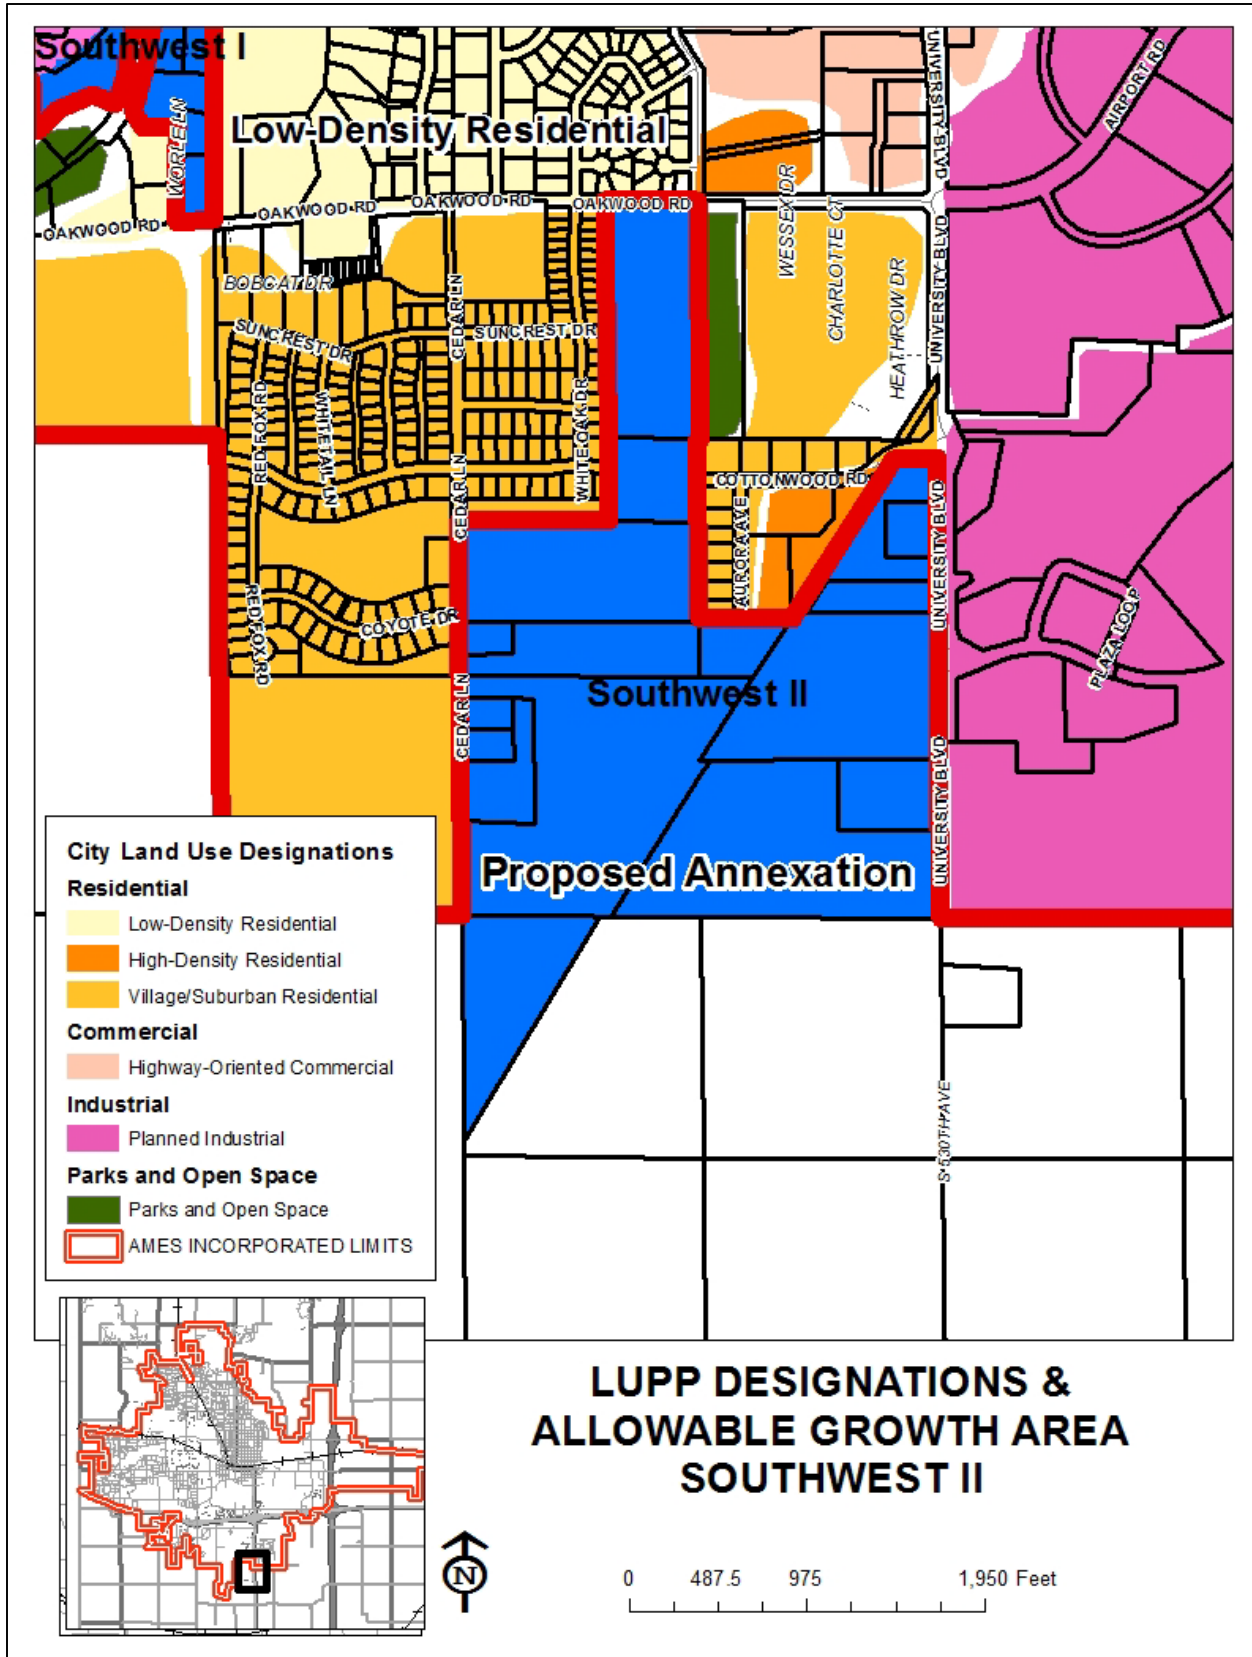 Southwest I
Low-Density Residential
WORLE LN
OAKWOOD RD
OAKWOOD RD
OAKWOOD RD
OAKWOOD RD
UNIVERSITY BLVD
AIRPORT RD
WESSEX DR
CHARLOTTE CT
HEATHROW DR
UNIVERSITY BLVD
BOBCAT DR
SUNCREST DR
CEDAR LN
SUNCREST DR
RED FOX RD
WHITETAIL LN
WHITE OAK DR
CEDAR LN
COTTONWOOD RD
AURORA AVE
UNIVERSITY BLVD
RED FOX RD
COYOTE DR
PLAZA LOOP
CEDAR LN
Southwest II
UNIVERSITY BLVD
Proposed Annexation
S 530TH AVE
City Land Use Designations
Residential
Low-Density Residential
High-Density Residential
Village/Suburban Residential
Commercial
Highway-Oriented Commercial
Industrial
Planned Industrial
Parks and Open Space
Parks and Open Space
AMES INCORPORATED LIMITS
LUPP DESIGNATIONS &
ALLOWABLE GROWTH AREA
SOUTHWEST II
N
0 487.5 975 1,950 Feet